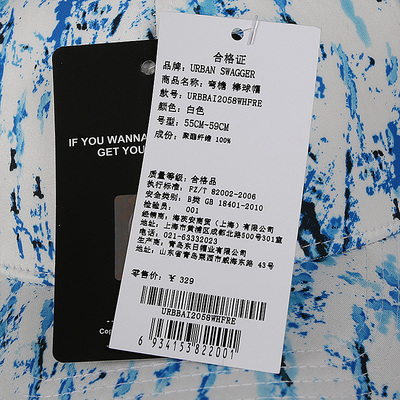 合格证
品牌: URBAN SWAGGER
商品名称: 弯檐 棒球帽
款号: URBBAI2058WHFRE
颜色: 白色
号型: 55CM~59CM
成份: 聚酯纤维 100%
质量等级: 合格品
执行标准: FZ/T 82002-2006
安全类别: B类 GB 18401-2010
检验员: 001
经销商: 海茨安商贸(上海)有限公司
地址: 上海市黄浦区北京东路500号301室
电话: 021-63332023
生产商: 青岛东日帽业有限公司
地址: 山东省青岛莱西市威海东路 43号
零售价: ¥ 329
URBBAI2058WHFRE
6 934153 822001
IF YOU WANNA
GET YOU